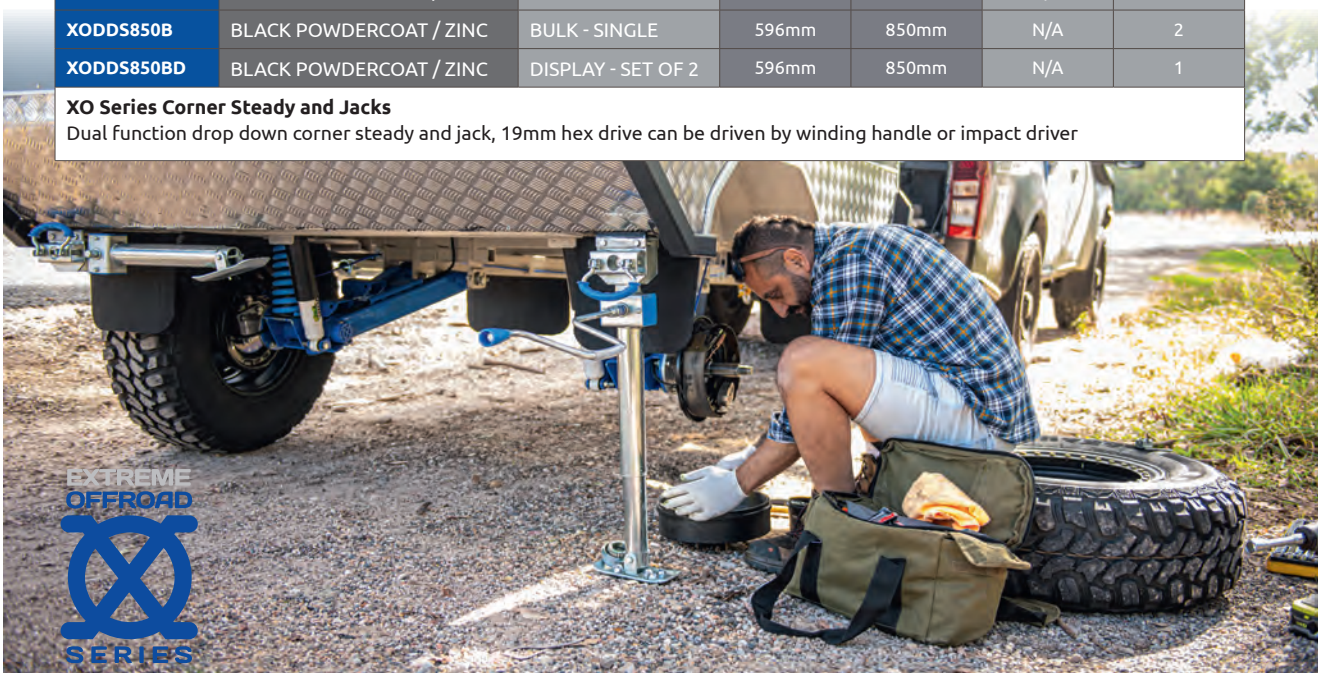 XODDS850B BLACK POWDERCOAT / ZINC BULK - SINGLE 596mm 850mm N/A 2
XODDS850BD BLACK POWDERCOAT / ZINC DISPLAY - SET OF 2 596mm 850mm N/A 1
XO Series Corner Steady and Jacks
Dual function drop down corner steady and jack, 19mm hex drive can be driven by winding handle or impact driver
EXTREME
OFFROAD
XO
SERIES